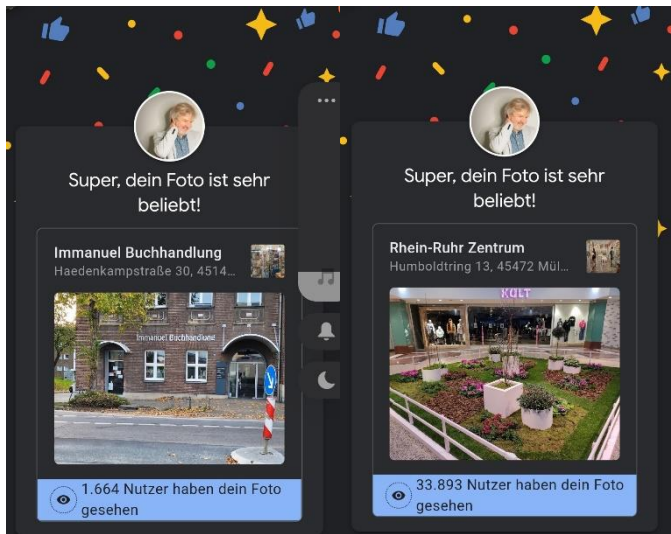 Super, dein Foto ist sehr
beliebt!
Immanuel Buchhandlung
Haedenkampstraße 30, 4514...
Immanuel Buchhandlung
1.664 Nutzer haben dein Foto
gesehen
Super, dein Foto ist sehr
beliebt!
Rhein-Ruhr Zentrum
Humboldtring 13, 45472 Mül...
KULT
33.893 Nutzer haben dein Foto
gesehen